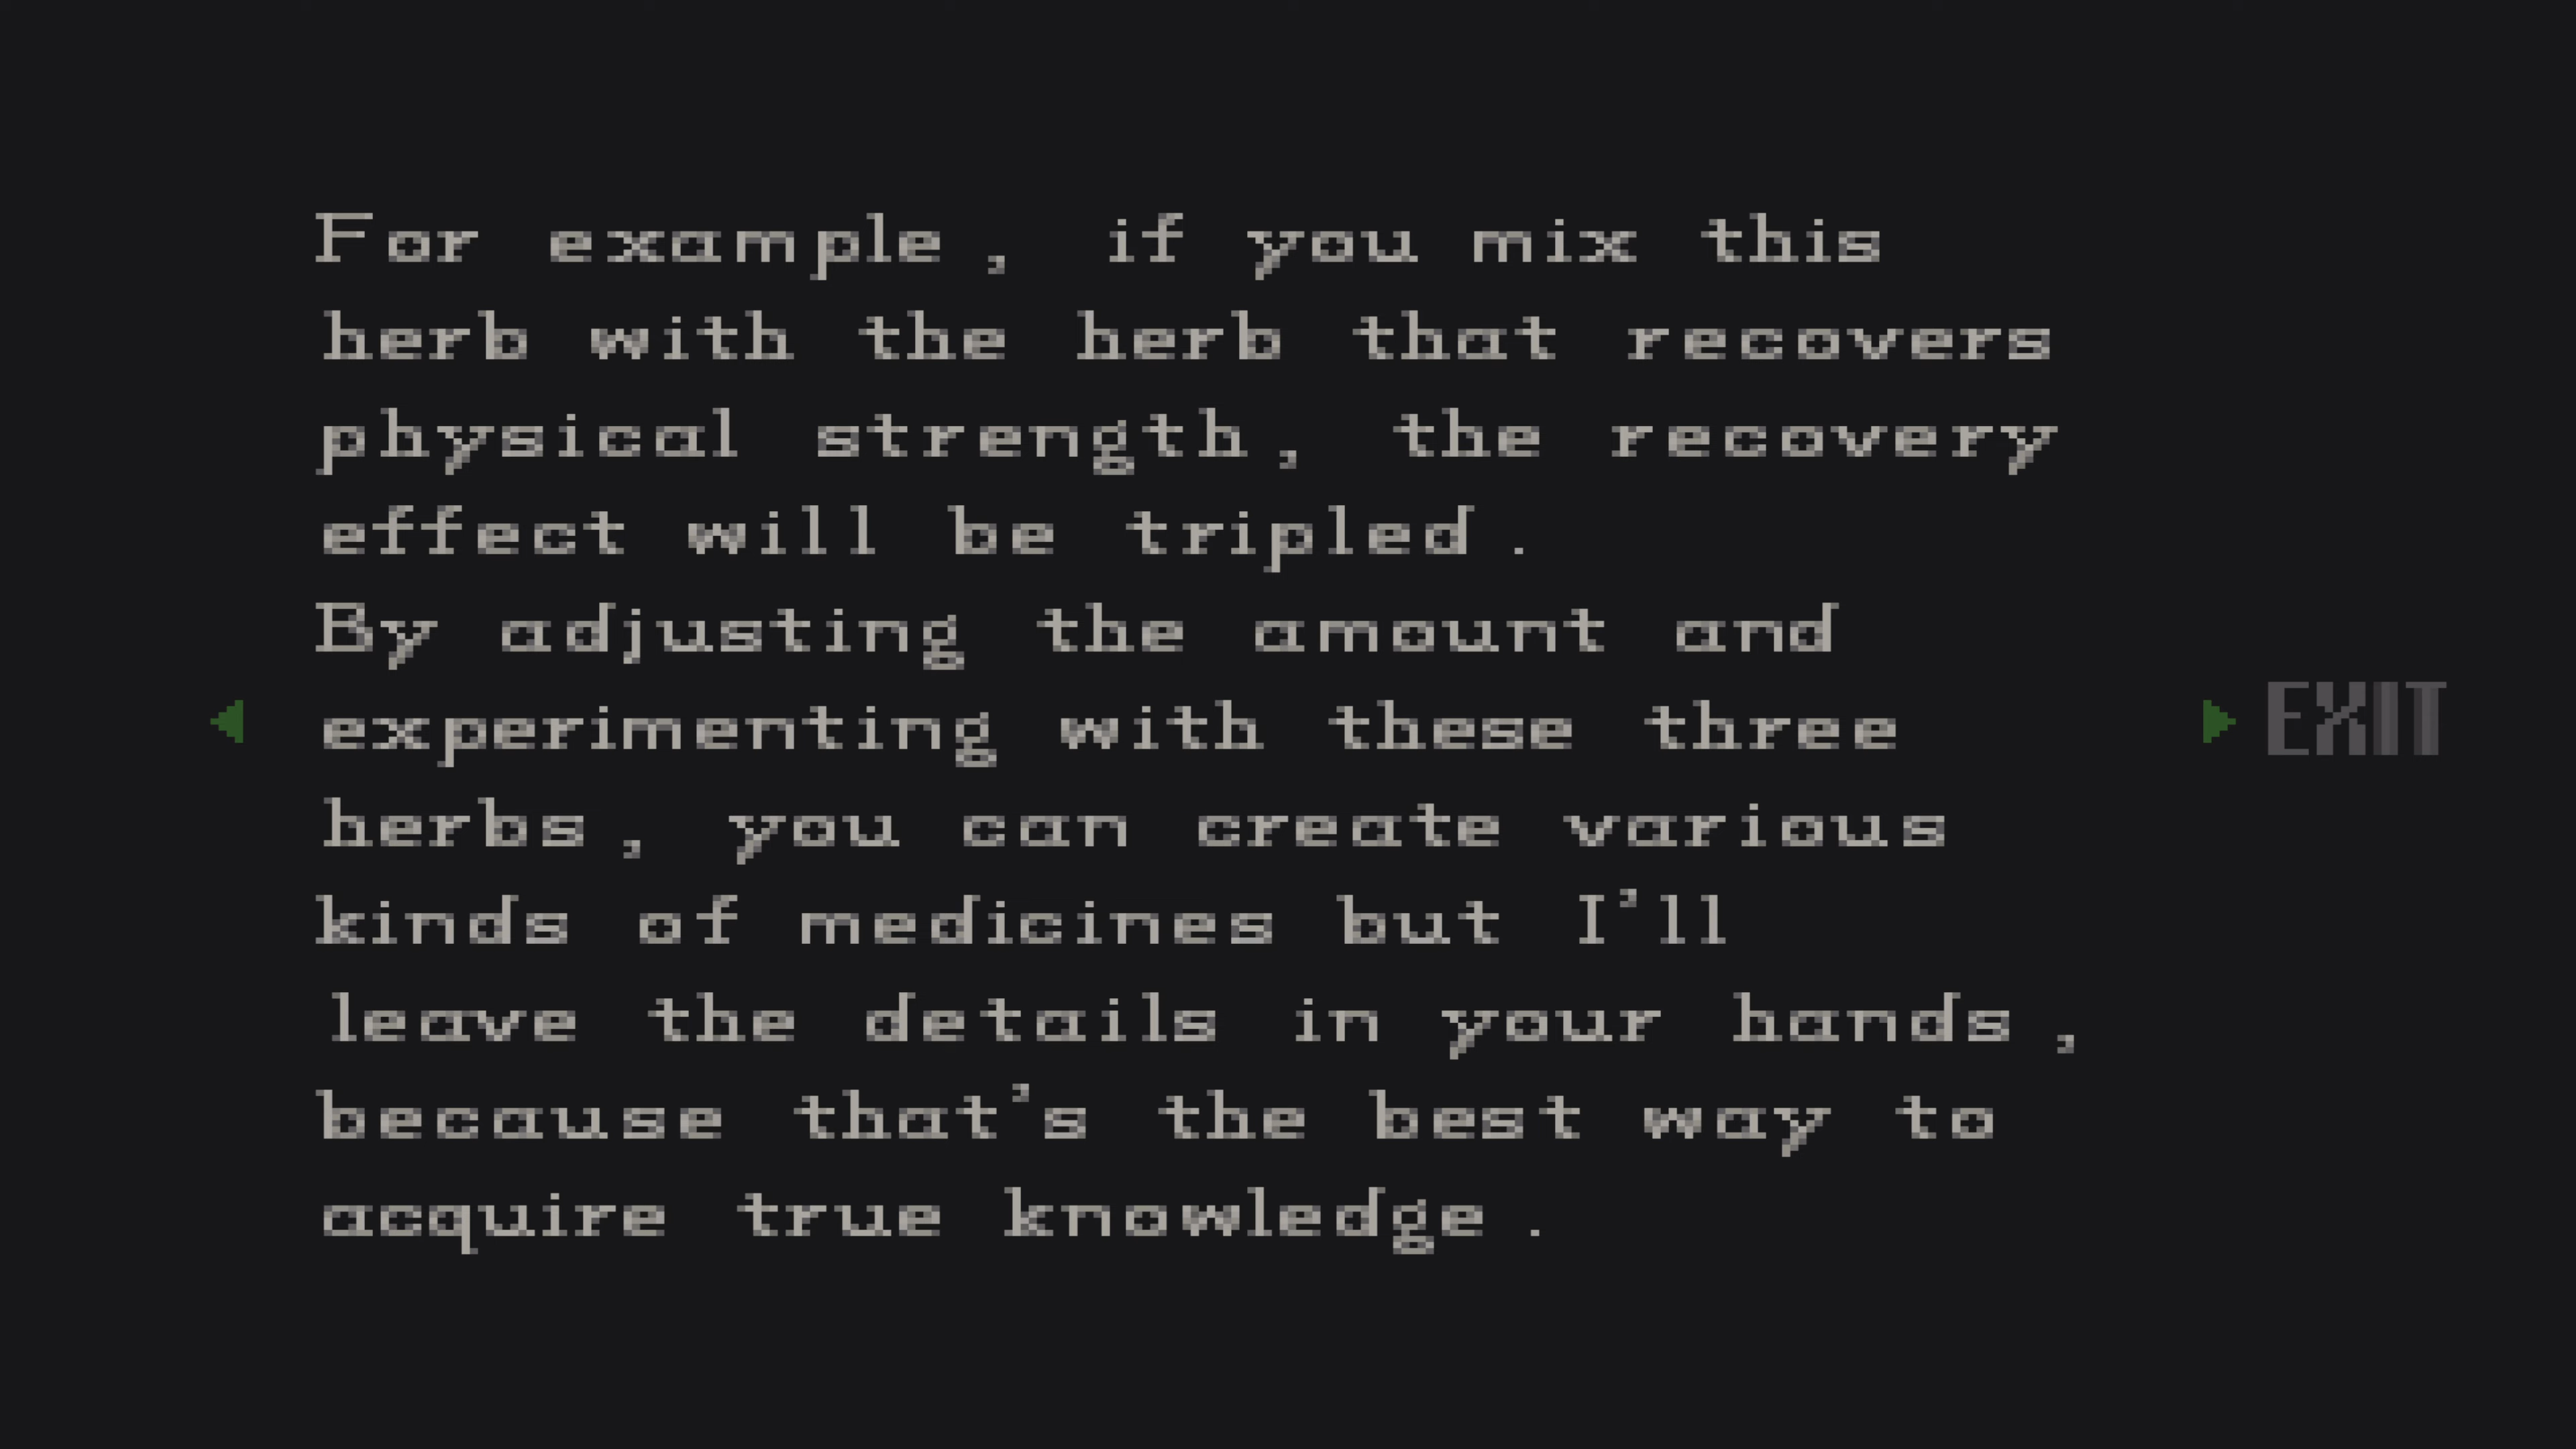 For example, if you mix this
herb with the herb that recovers
physical strength, the recovery
effect will be tripled.
By adjusting the amount and
experimenting with these three
herbs, you can create various
kinds of medicines but I'll
leave the details in your hands,
because that's the best way to
acquire true knowledge.
EXIT